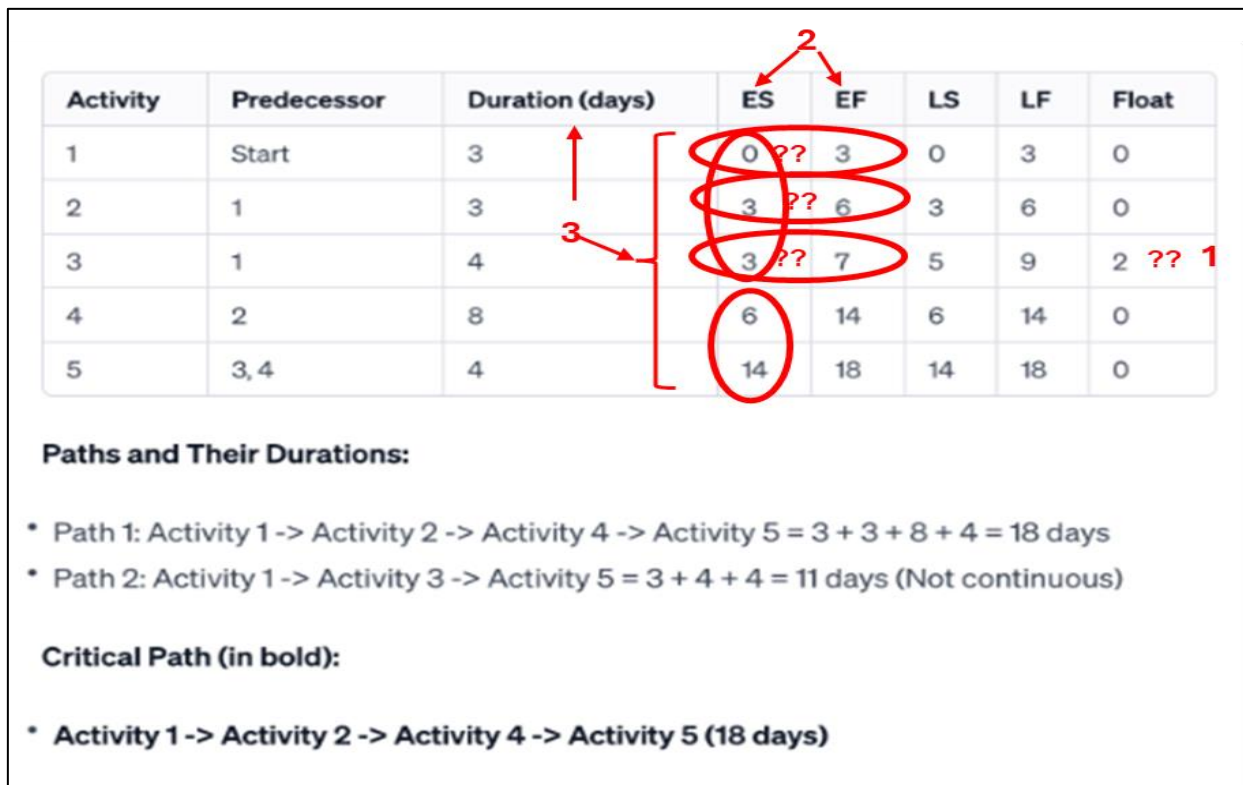 2
Activity Predecessor Duration (days) ES EF LS LF Float
1 Start 3 0 ?? 3 0 3 0
2 1 3 3 ?? 6 3 6 0
3
3 1 4 3 ?? 7 5 9 2 ?? 1
4 2 8 6 14 6 14 0
5 3, 4 4 14 18 14 18 0
Paths and Their Durations:
• Path 1: Activity 1 -> Activity 2 -> Activity 4 -> Activity 5 = 3 + 3 + 8 + 4 = 18 days
• Path 2: Activity 1 -> Activity 3 -> Activity 5 = 3 + 4 + 4 = 11 days (Not continuous)
Critical Path (in bold):
• Activity 1 -> Activity 2 -> Activity 4 -> Activity 5 (18 days)